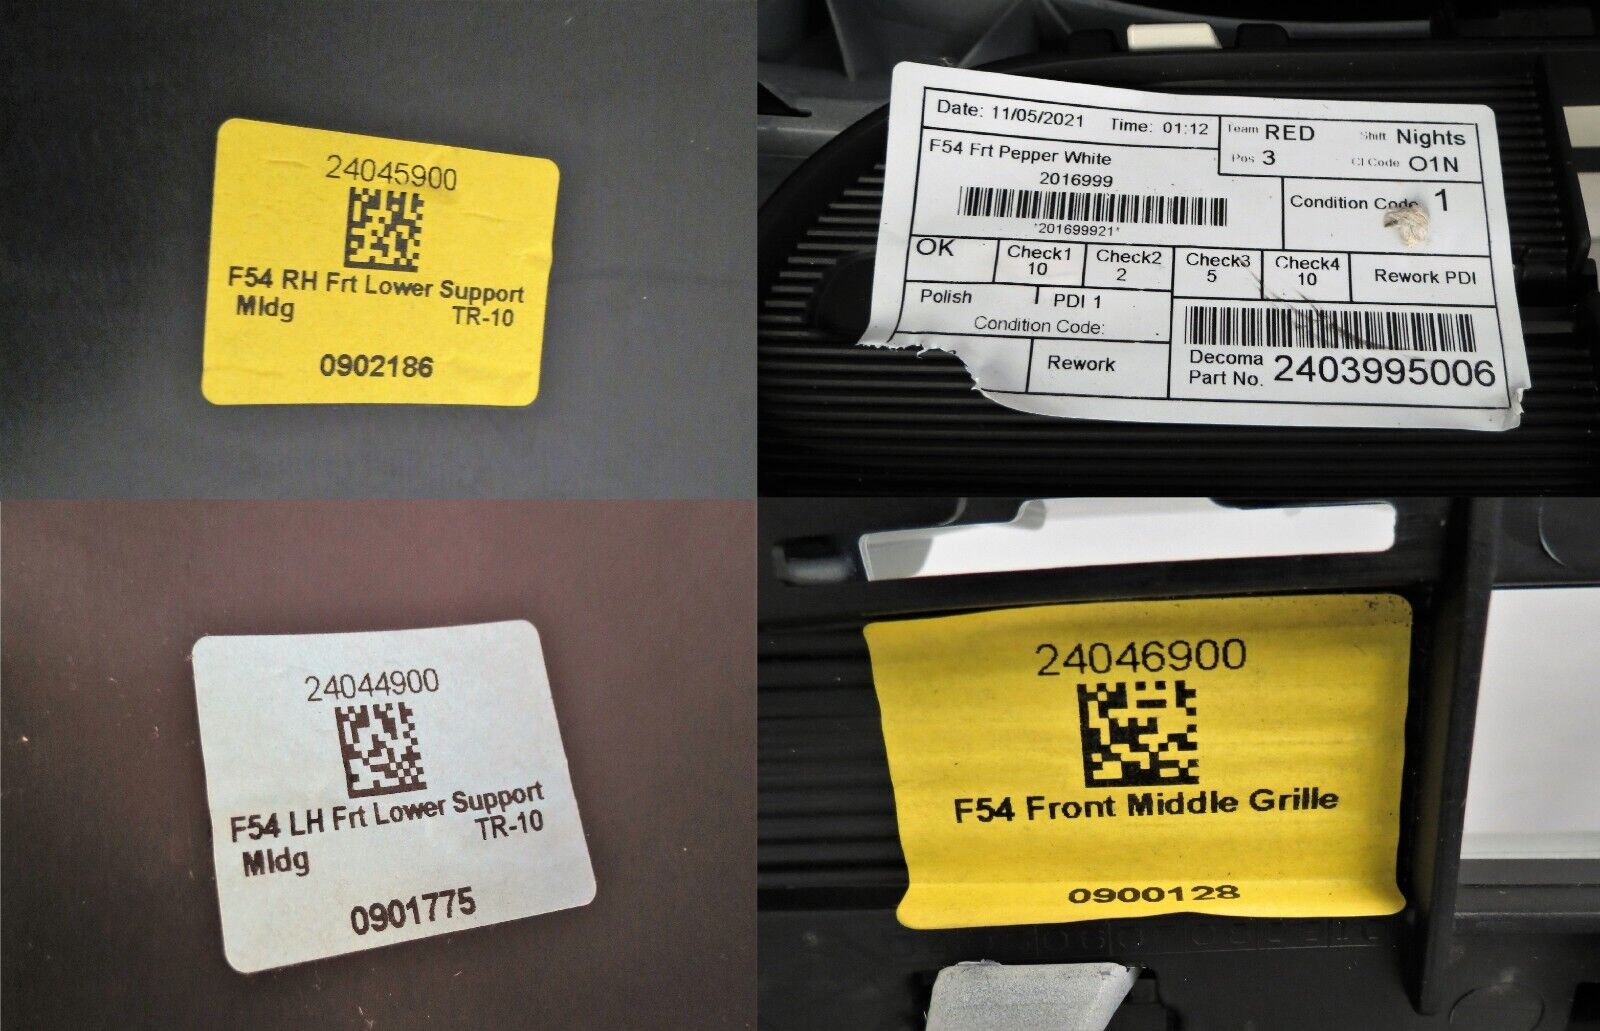 24045900
F54 RH Frt Lower Support
Mldg TR-10
0902186
Date: 11/05/2021 Time: 01:12 Team RED Shift Nights
Pos 3 CI Code O1N
F54 Frt Pepper White
2016999
*201699921*
Condition Code 1
OK Check1 Check2 Check3 Check4 Rework PDI
10 2 5 10
Polish PDI 1
Condition Code:
Rework
Decoma
Part No. 2403995006
24044900
F54 LH Frt Lower Support
Mldg TR-10
0901775
24046900
F54 Front Middle Grille
0900128